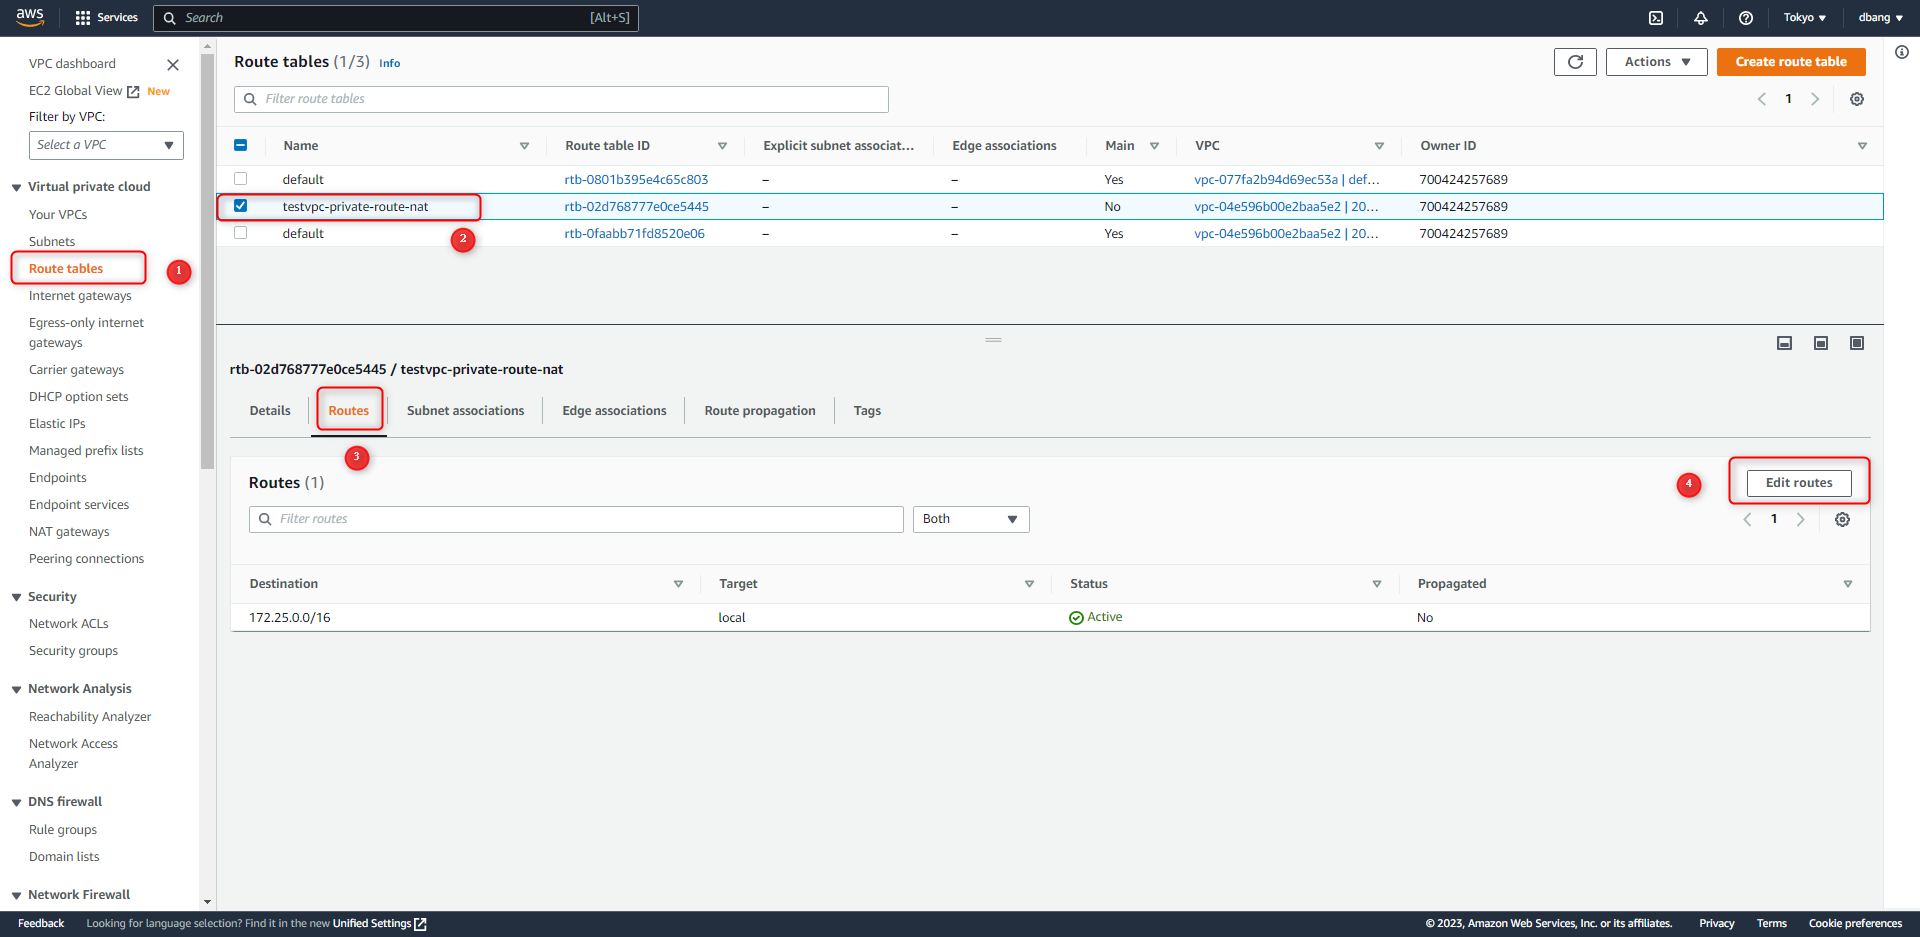 aws
Services
Search
[Alt+S]
Tokyo
dbang
VPC dashboard
EC2 Global View
New
Filter by VPC:
Select a VPC
Virtual private cloud
Your VPCs
Subnets
Route tables
1
Internet gateways
Egress-only internet
gateways
Carrier gateways
DHCP option sets
Elastic IPs
Managed prefix lists
Endpoints
Endpoint services
NAT gateways
Peering connections
Security
Network ACLs
Security groups
Network Analysis
Reachability Analyzer
Network Access
Analyzer
DNS firewall
Rule groups
Domain lists
Network Firewall
Route tables (1/3) Info
Actions
Create route table
Filter route tables
1
Name Route table ID Explicit subnet associat... Edge associations Main VPC Owner ID
default rtb-0801b395e4c65c803 – – Yes vpc-077fa2b94d69ec53a | def... 700424257689
testvpc-private-route-nat rtb-02d768777e0ce5445 – – No vpc-04e596b00e2baa5e2 | 20... 700424257689
2
default rtb-0faabb71fd8520e06 – – Yes vpc-04e596b00e2baa5e2 | 20... 700424257689
rtb-02d768777e0ce5445 / testvpc-private-route-nat
Details Routes Subnet associations Edge associations Route propagation Tags
3
Routes (1)
4
Edit routes
Filter routes
Both
1
Destination Target Status Propagated
172.25.0.0/16 local Active No
Feedback
Looking for language selection? Find it in the new Unified Settings
© 2023, Amazon Web Services, Inc. or its affiliates.
Privacy
Terms
Cookie preferences